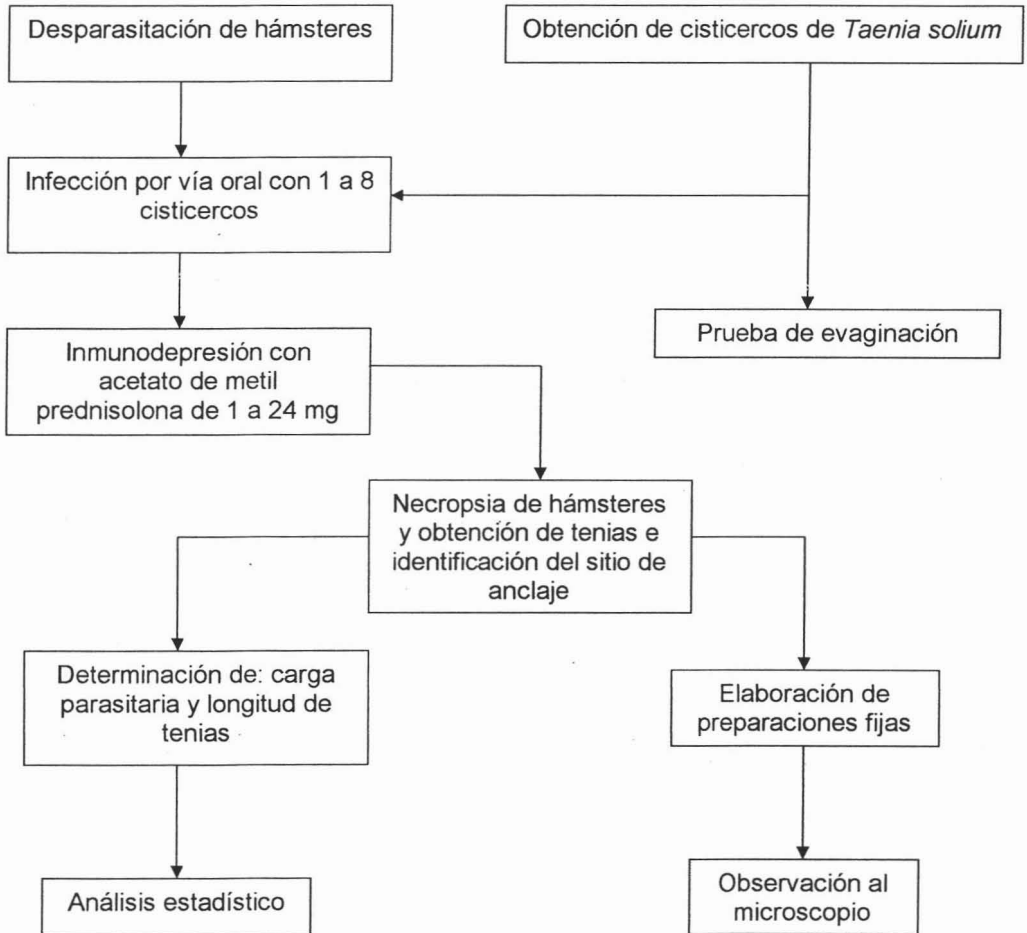 Desparasitación de hámsteres
Obtención de cisticercos de Taenia solium
Infección por vía oral con 1 a 8
cisticercos
Prueba de evaginación
Inmunodepresión con
acetato de metil
prednisolona de 1 a 24 mg
Necropsia de hámsteres
y obtención de tenias e
identificación del sitio de
anclaje
Determinación de: carga
parasitaria y longitud de
tenias
Elaboración de
preparaciones fijas
Análisis estadístico
Observación al
microscopio